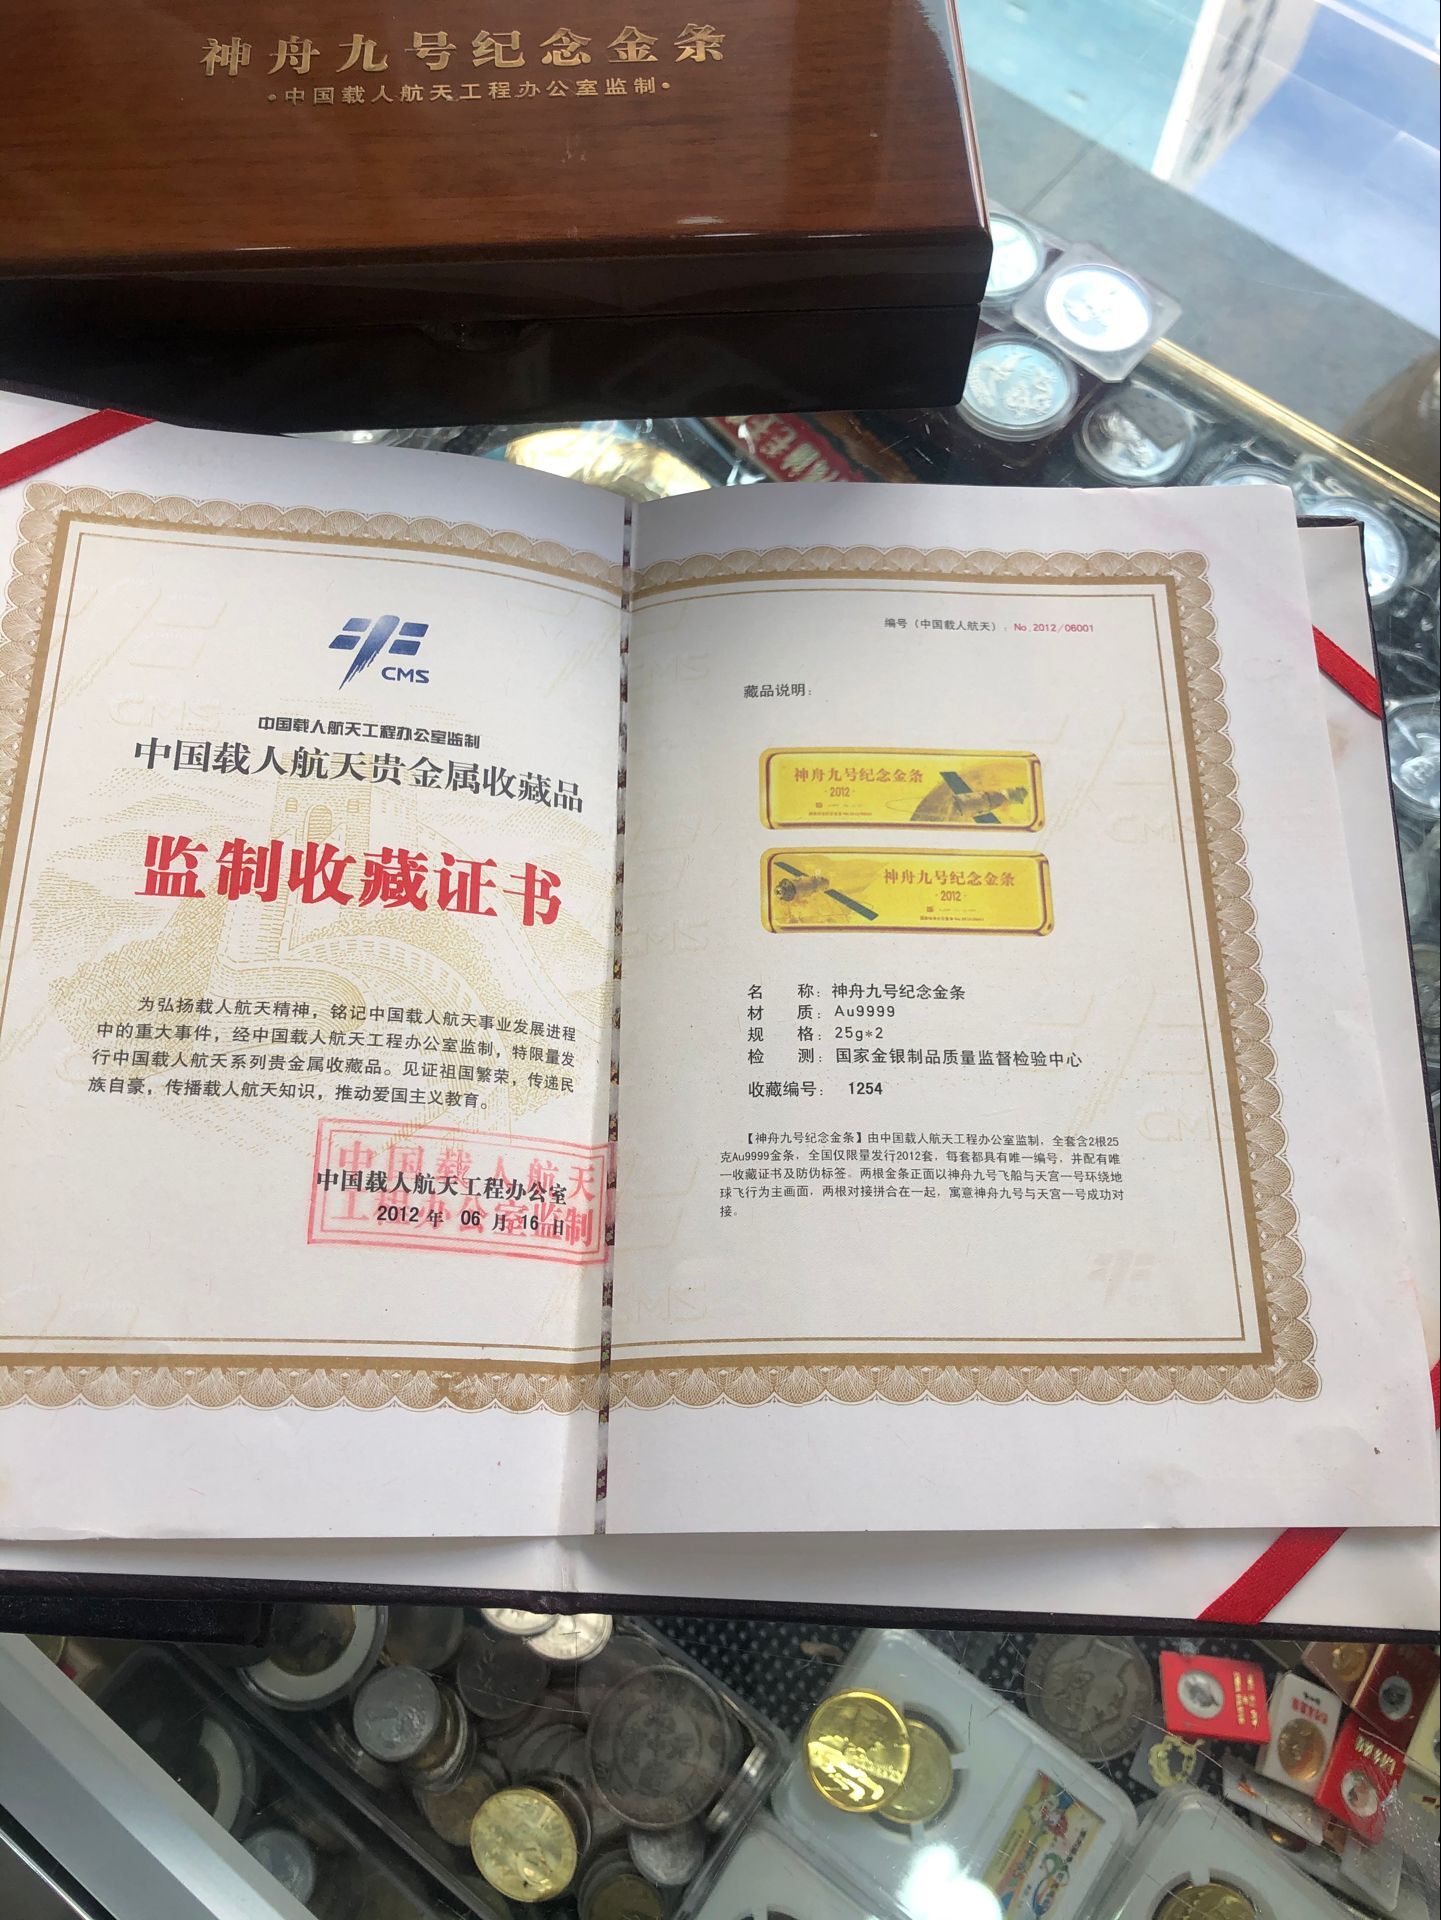 神舟九号纪念金条
·中国载人航天工程办公室监制·
CMS
中国载人航天工程办公室监制
中国载人航天贵金属收藏品
监制收藏证书
为弘扬载人航天精神，铭记中国载人航天事业发展进程
中的重大事件，经中国载人航天工程办公室监制，特限量发
行中国载人航天系列贵金属收藏品。见证祖国繁荣，传递民
族自豪，传播载人航天知识，推动爱国主义教育。
中国载人航天
工程办公室监制
中国载人航天工程办公室
2012年 06 月 16 日
编号（中国载人航天）：No.2012/06001
藏品说明：
神舟九号纪念金条
·2012·
神舟九号纪念金条
·2012·
名 称：神舟九号纪念金条
材 质：Au9999
规 格：25g*2
检 测：国家金银制品质量监督检验中心
收藏编号： 1254
【神舟九号纪念金条】由中国载人航天工程办公室监制，全套含2根25
克Au9999金条，全国仅限量发行2012套，每套都具有唯一编号，并配有唯
一收藏证书及防伪标签。两根金条正面以神舟九号飞船与天宫一号环绕地
球飞行为主画面，两根对接拼合在一起，寓意神舟九号与天宫一号成功对
接。